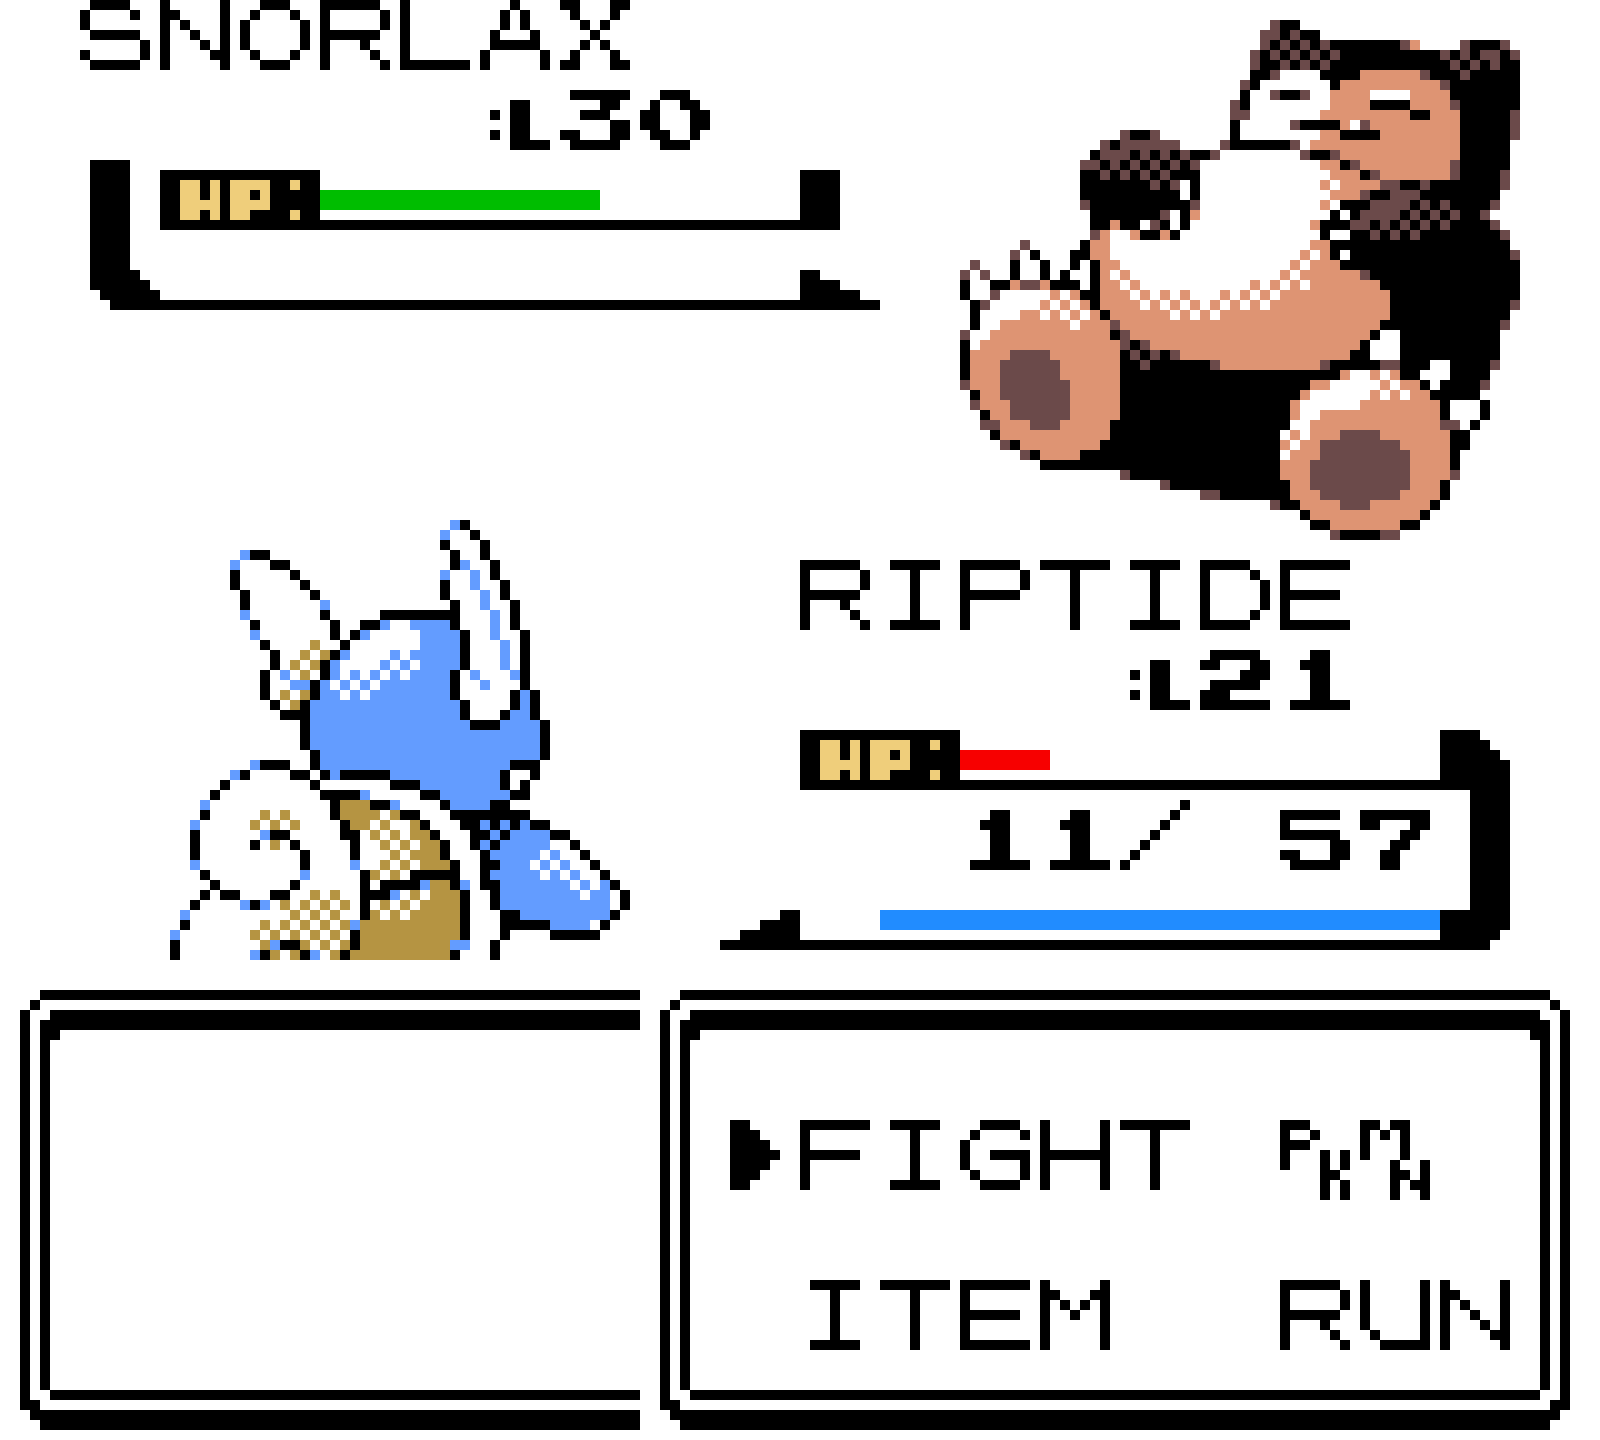 SNORLAX
:L30
HP:
RIPTIDE
:L21
HP:
11/ 57
FIGHT PKMN
ITEM RUN